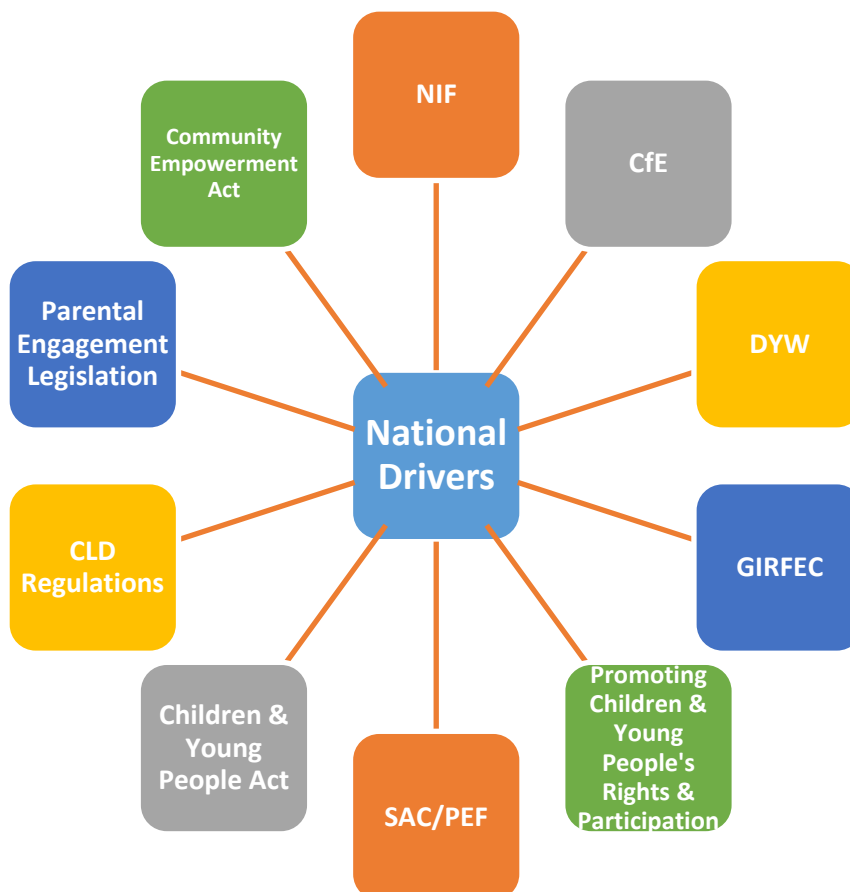 NIF
CfE
DYW
GIRFEC
Promoting
Children &
Young
People's
Rights &
Participation
SAC/PEF
Children &
Young
People Act
CLD
Regulations
Parental
Engagement
Legislation
Community
Empowerment
Act
National
Drivers